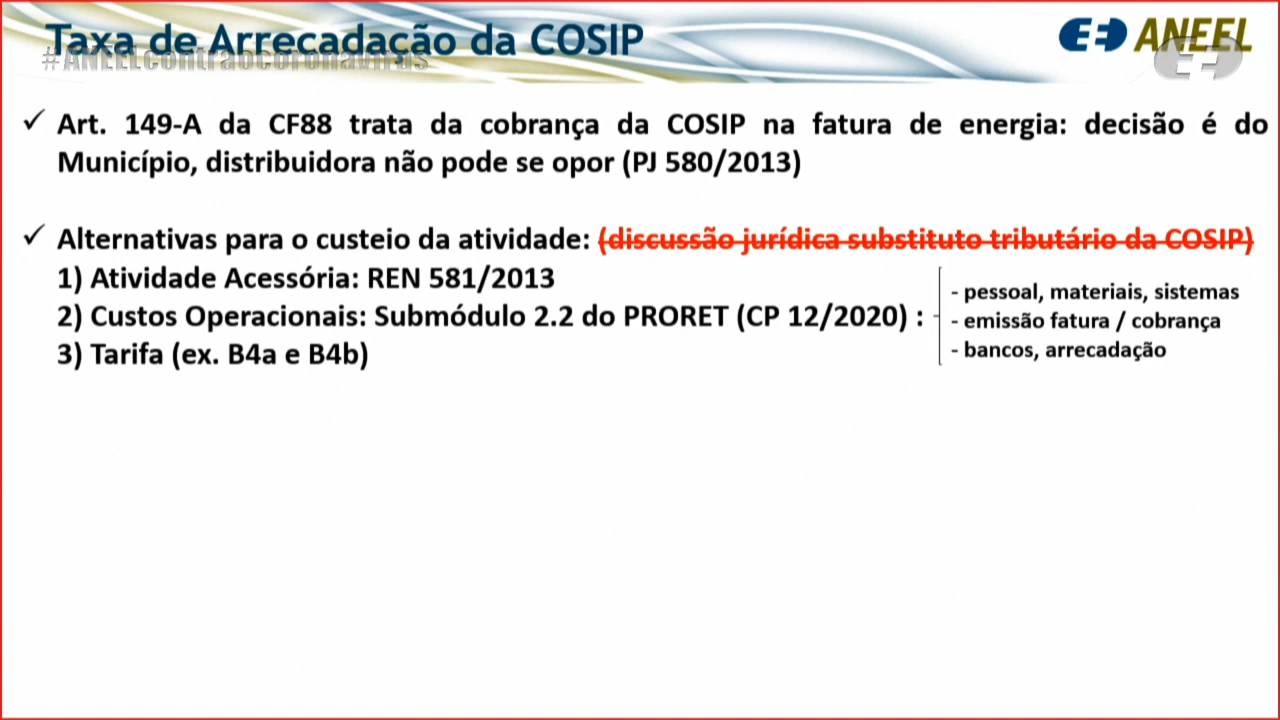 Taxa de Arrecadação da COSIP
ANEEL
#ANEELcontraocoronavirus
✓ Art. 149-A da CF88 trata da cobrança da COSIP na fatura de energia: decisão é do
Município, distribuidora não pode se opor (PJ 580/2013)
✓ Alternativas para o custeio da atividade: (discussão jurídica substituto tributário da COSIP)
1) Atividade Acessória: REN 581/2013
2) Custos Operacionais: Submódulo 2.2 do PRORET (CP 12/2020) :
3) Tarifa (ex. B4a e B4b)
- pessoal, materiais, sistemas
- emissão fatura / cobrança
- bancos, arrecadação